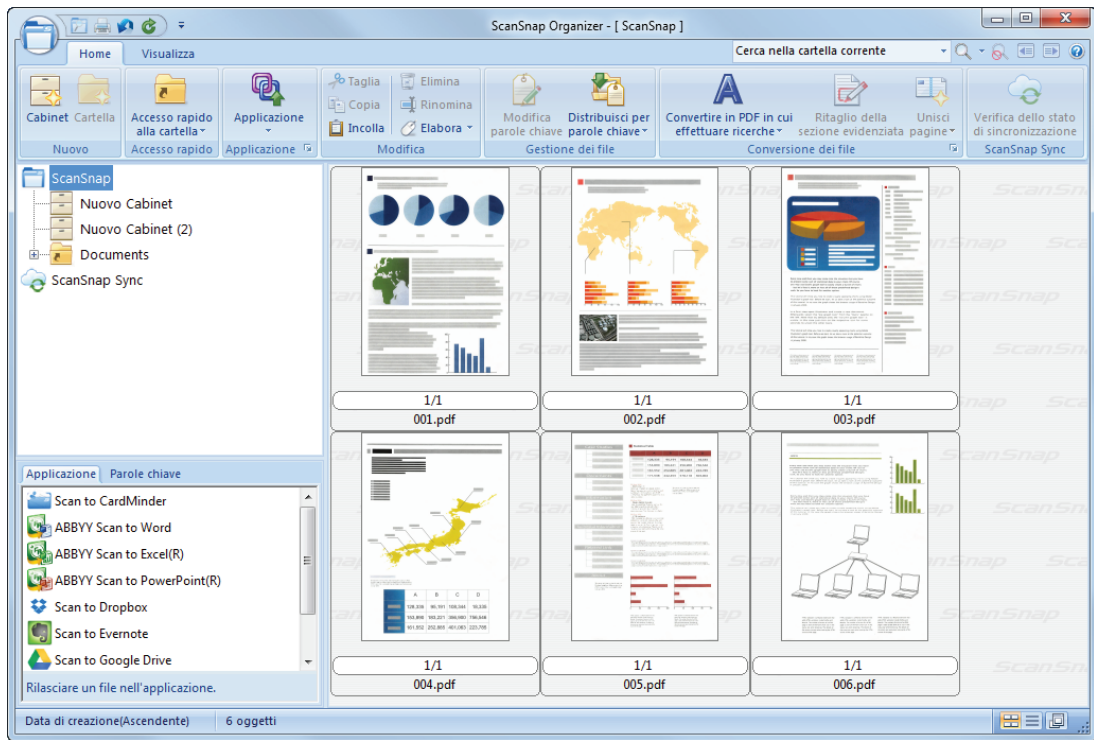 ScanSnap Organizer - [ ScanSnap ]
Home Visualizza
Cerca nella cartella corrente
Cabinet Cartella
Nuovo
Accesso rapido
alla cartella
Accesso rapido
Applicazione
Applicazione
Taglia Elimina
Copia Rinomina
Incolla Elabora
Modifica
Modifica
parole chiave
Distribuisci per
parole chiave
Gestione dei file
Convertire in PDF in cui
effettuare ricerche
Ritaglio della
sezione evidenziata
Unisci
pagine
Conversione dei file
Verifica dello stato
di sincronizzazione
ScanSnap Sync
ScanSnap
Nuovo Cabinet
Nuovo Cabinet (2)
Documents
ScanSnap Sync
1/1 1/1 1/1
001.pdf 002.pdf 003.pdf
A B C D
1/1 1/1 1/1
004.pdf 005.pdf 006.pdf
Applicazione Parole chiave
Scan to CardMinder
ABBYY Scan to Word
ABBYY Scan to Excel(R)
ABBYY Scan to PowerPoint(R)
Scan to Dropbox
Scan to Evernote
Scan to Google Drive
Rilasciare un file nell'applicazione.
Data di creazione(Ascendente) 6 oggetti